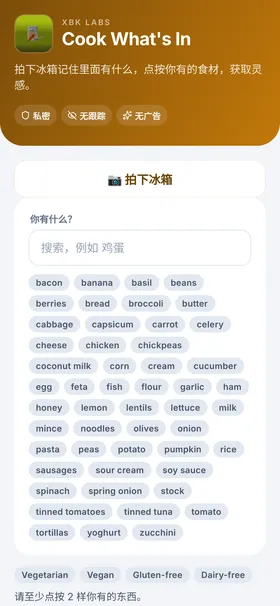 XBK LABS
Cook What's In
拍下冰箱记住里面有什么，点按你有的食材，获取灵
感。
私密 无跟踪 无广告
📷 拍下冰箱
你有什么？
搜索，例如 鸡蛋
bacon banana basil beans
berries bread broccoli butter
cabbage capsicum carrot celery
cheese chicken chickpeas
coconut milk corn cream cucumber
egg feta fish flour garlic ham
honey lemon lentils lettuce milk
mince noodles olives onion
pasta peas potato pumpkin rice
sausages sour cream soy sauce
spinach spring onion stock
tinned tomatoes tinned tuna tomato
tortillas yoghurt zucchini
Vegetarian Vegan Gluten-free Dairy-free
请至少点按 2 样你有的东西。